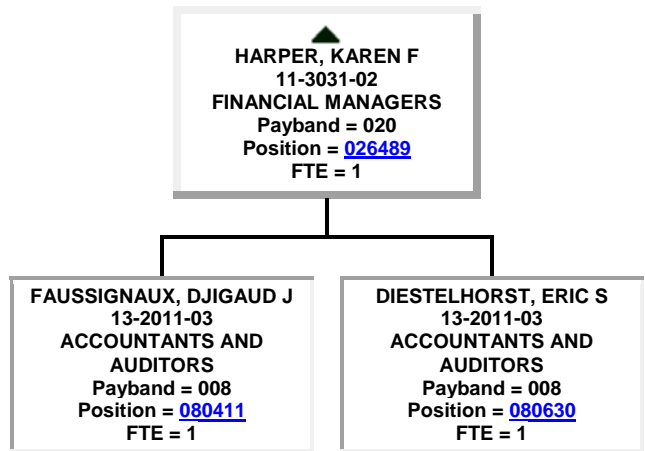 HARPER, KAREN F
11-3031-02
FINANCIAL MANAGERS
Payband = 020
Position = 026489
FTE = 1
FAUSSIGNAUX, DJIGAUD J
13-2011-03
ACCOUNTANTS AND
AUDITORS
Payband = 008
Position = 080411
FTE = 1
DIESTELHORST, ERIC S
13-2011-03
ACCOUNTANTS AND
AUDITORS
Payband = 008
Position = 080630
FTE = 1